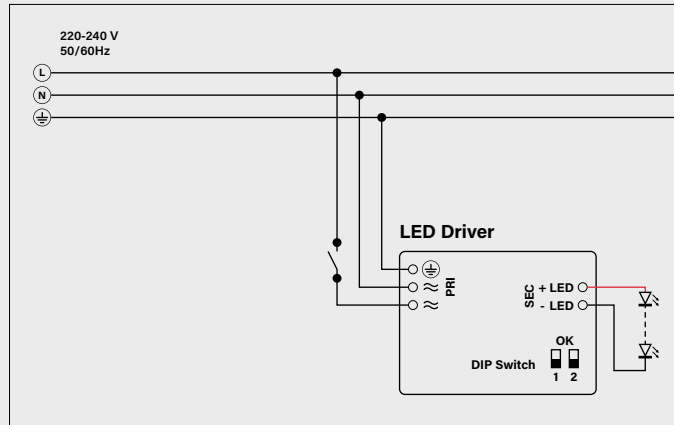 220-240 V
50/60Hz
L
N
LED Driver
PRI
SEC
+ LED
- LED
OK
DIP Switch
1 2